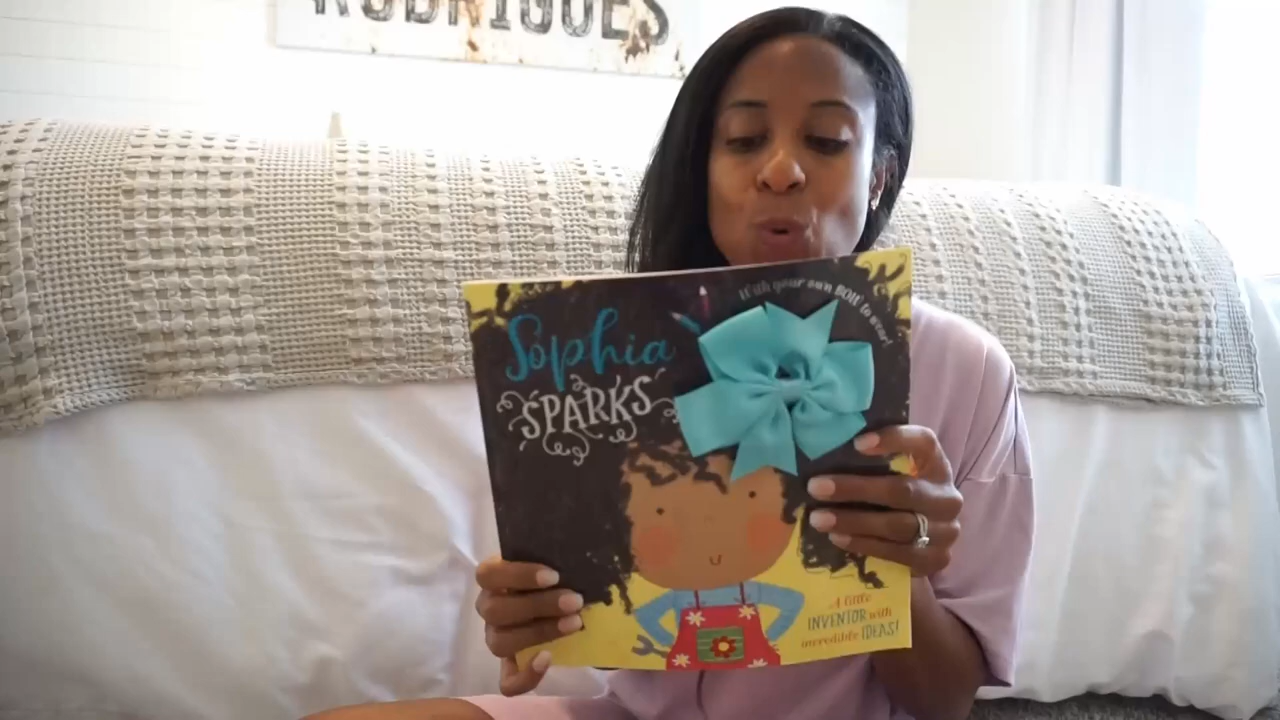 RODRIGUES
With your own BOW to wear!
Sophia
SPARKS
A little
INVENTOR with
incredible IDEAS!